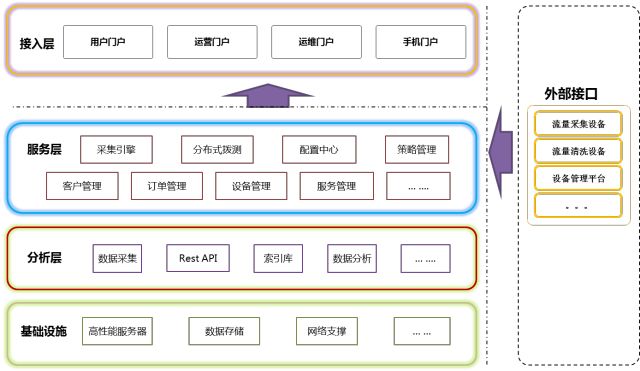 接入层
用户门户
运营门户
运维门户
手机门户
外部接口
流量采集设备
流量清洗设备
设备管理平台
。。。
服务层
采集引擎
分布式拨测
配置中心
策略管理
客户管理
订单管理
设备管理
服务管理
... ....
分析层
数据采集
Rest API
索引库
数据分析
... ....
基础设施
高性能服务器
数据存储
网络支撑
... ...